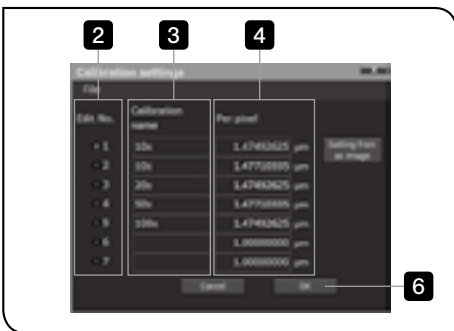 2 3 4
Calibration settings
File
Edit No. Calibration name Per pixel
1 10x 1.47492625 μm Setting from an image
2 10x 1.47710335 μm
3 20x 1.47492625 μm
4 50x 1.47710335 μm
5 100x 1.47492625 μm
6 1.00000000 μm
7 1.00000000 μm
Cancel OK 6